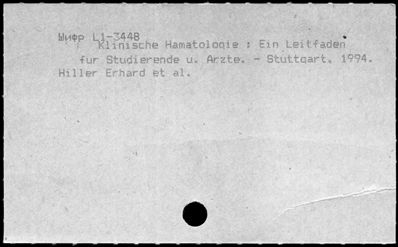 Шифр L1-3448
Klinische Hamatologie : Ein Leitfaden
fur Studierende u. Arzte. - Stuttgart, 1994.
Hiller Erhard et al.